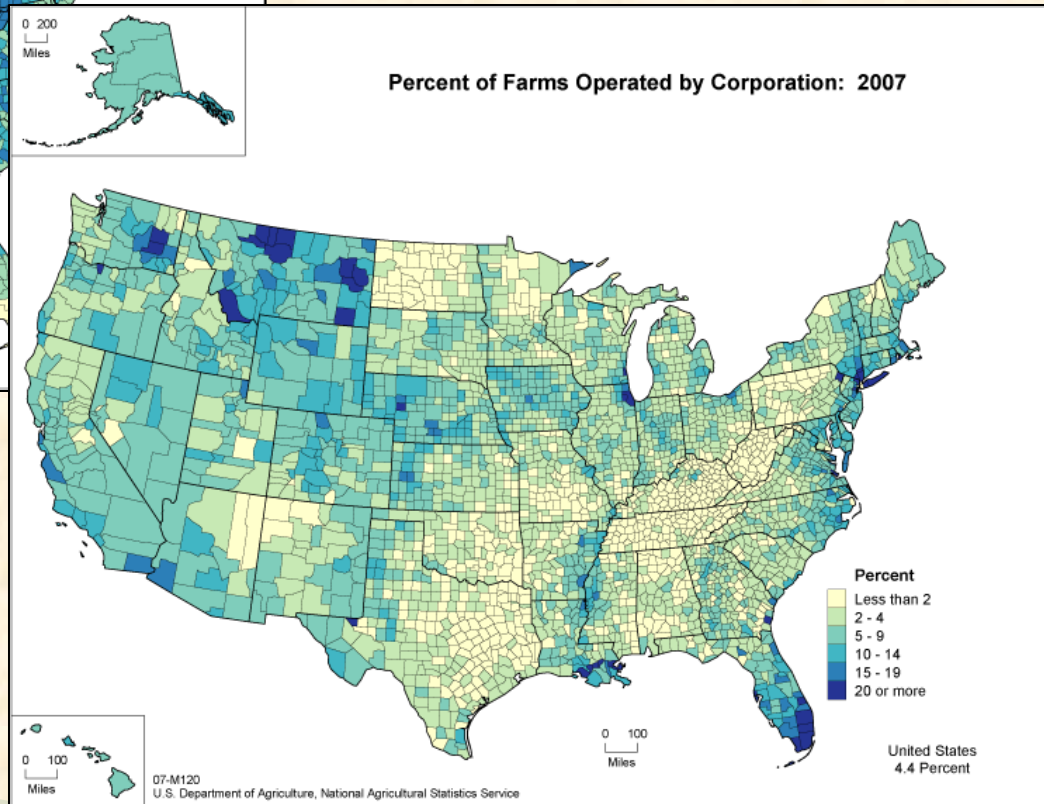 0 200
Miles
Percent of Farms Operated by Corporation: 2007
Percent
Less than 2
2 - 4
5 - 9
10 - 14
15 - 19
20 or more
0 100
Miles
0 100
Miles
United States
4.4 Percent
07-M120
U.S. Department of Agriculture, National Agricultural Statistics Service